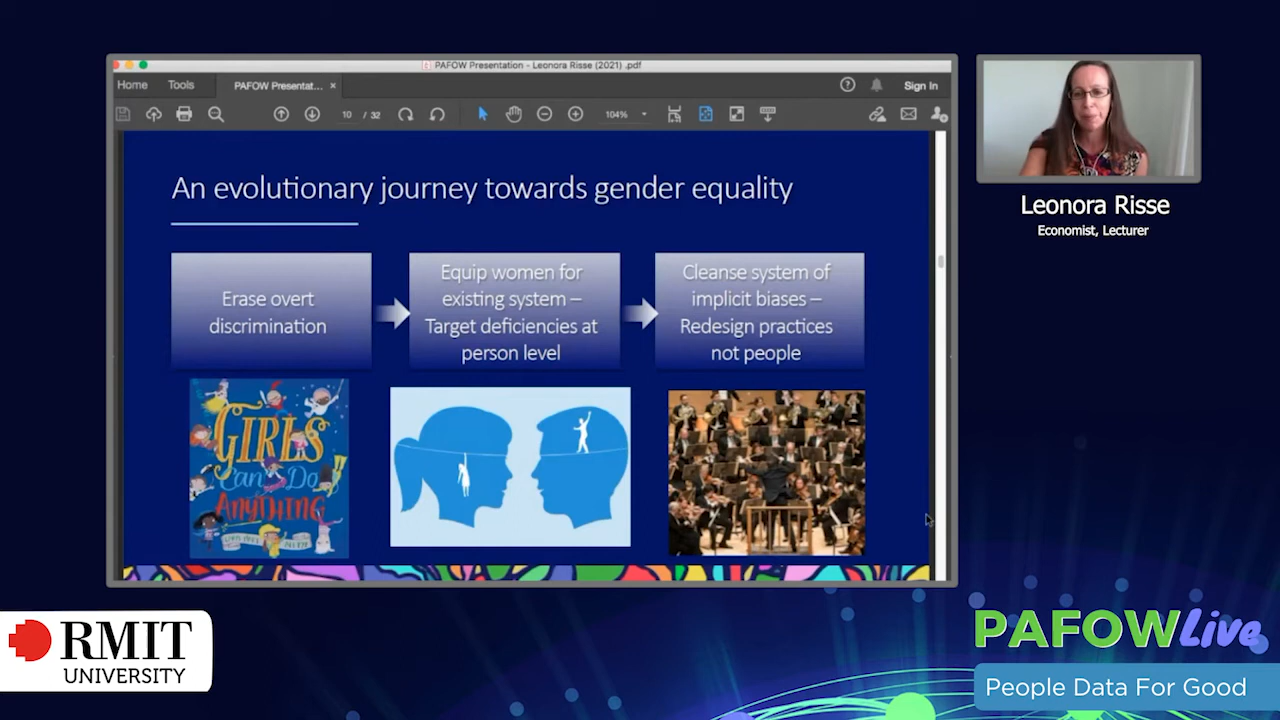 PAFOW Presentation - Leonora Risse (2021) .pdf
Home
Tools
PAFOW Presentat...
Sign In
10 / 32
104%
An evolutionary journey towards gender equality
Erase overt
discrimination
Equip women for
existing system –
Target deficiencies at
person level
Cleanse system of
implicit biases –
Redesign practices
not people
GIRLS
Can Do
ANYTHING
Leonora Risse
Economist, Lecturer
RMIT
UNIVERSITY
PAFOW Live
People Data For Good